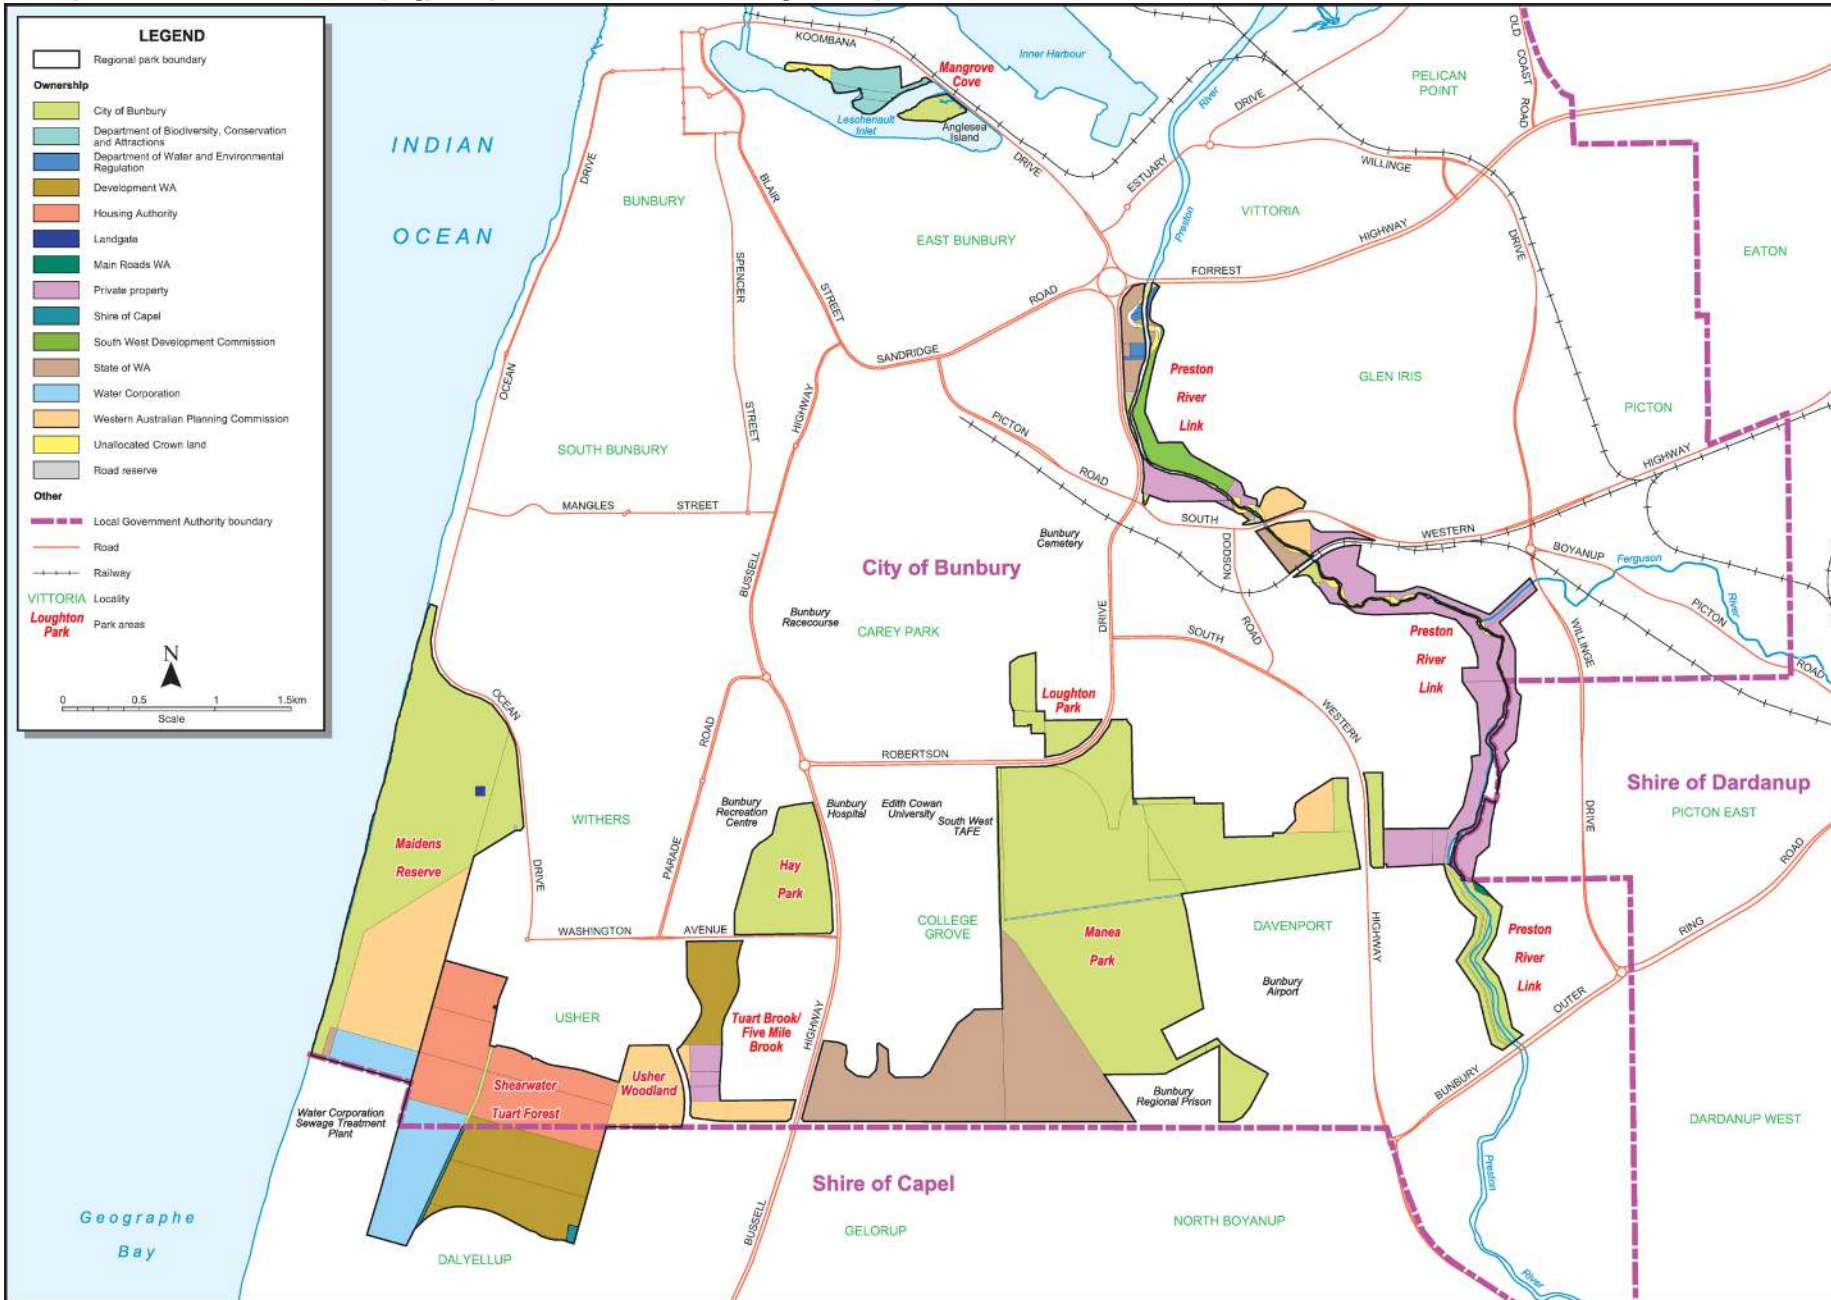 LEGEND
Regional park boundary
Ownership
City of Bunbury
Department of Biodiversity, Conservation
and Attractions
Department of Water and Environmental
Regulation
Development WA
Housing Authority
Landgate
Main Roads WA
Private property
Shire of Capel
South West Development Commission
State of WA
Water Corporation
Western Australian Planning Commission
Unallocated Crown land
Road reserve
Other
Local Government Authority boundary
Road
Railway
VITTORIA Locality
Loughton
Park
Park areas
N
0 0.5 1 1.5km
Scale
INDIAN
OCEAN
Geographe
Bay
KOOMBANA
DRIVE
Mangrove
Cove
Inner Harbour
Leschenault
Inlet
Anglesea
Island
River
Preston
DRIVE
ESTUARY
PELICAN
POINT
OLD COAST ROAD
WILLINGE
DRIVE
VITTORIA
HIGHWAY
FORREST
EATON
BUNBURY
EAST BUNBURY
DRIVE
OCEAN
BLAIR
STREET
SPENCER
STREET
SANDRIDGE
ROAD
HIGHWAY
BUSSELL
PICTON
ROAD
Preston
River
Link
GLEN IRIS
PICTON
SOUTH BUNBURY
MANGLES STREET
Bunbury
Cemetery
SOUTH
WESTERN
HIGHWAY
DODSON
ROAD
BOYANUP
PICTON
ROAD
Ferguson
River
City of Bunbury
Bunbury
Racecourse
CAREY PARK
DRIVE
SOUTH
WESTERN
HIGHWAY
Preston
River
Link
WILLINGE
DRIVE
OCEAN
DRIVE
Loughton
Park
ROBERTSON
ROAD
PARADE
Shire of Dardanup
PICTON EAST
Maidens
Reserve
WITHERS
Bunbury
Recreation
Centre
Bunbury
Hospital
Edith Cowan
University
South West
TAFE
Hay
Park
WASHINGTON AVENUE
COLLEGE
GROVE
Manea
Park
DAVENPORT
Bunbury
Airport
Preston
River
Link
ROAD
RING
OUTER
BUNBURY
USHER
Tuart Brook/
Five Mile
Brook
HIGHWAY
Usher
Woodland
Shearwater
Tuart Forest
Water Corporation
Sewage Treatment
Plant
Bunbury
Regional Prison
DARDANUP WEST
Shire of Capel
GELORUP
BUSSELL
NORTH BOYANUP
DALYELLUP
Preston
River